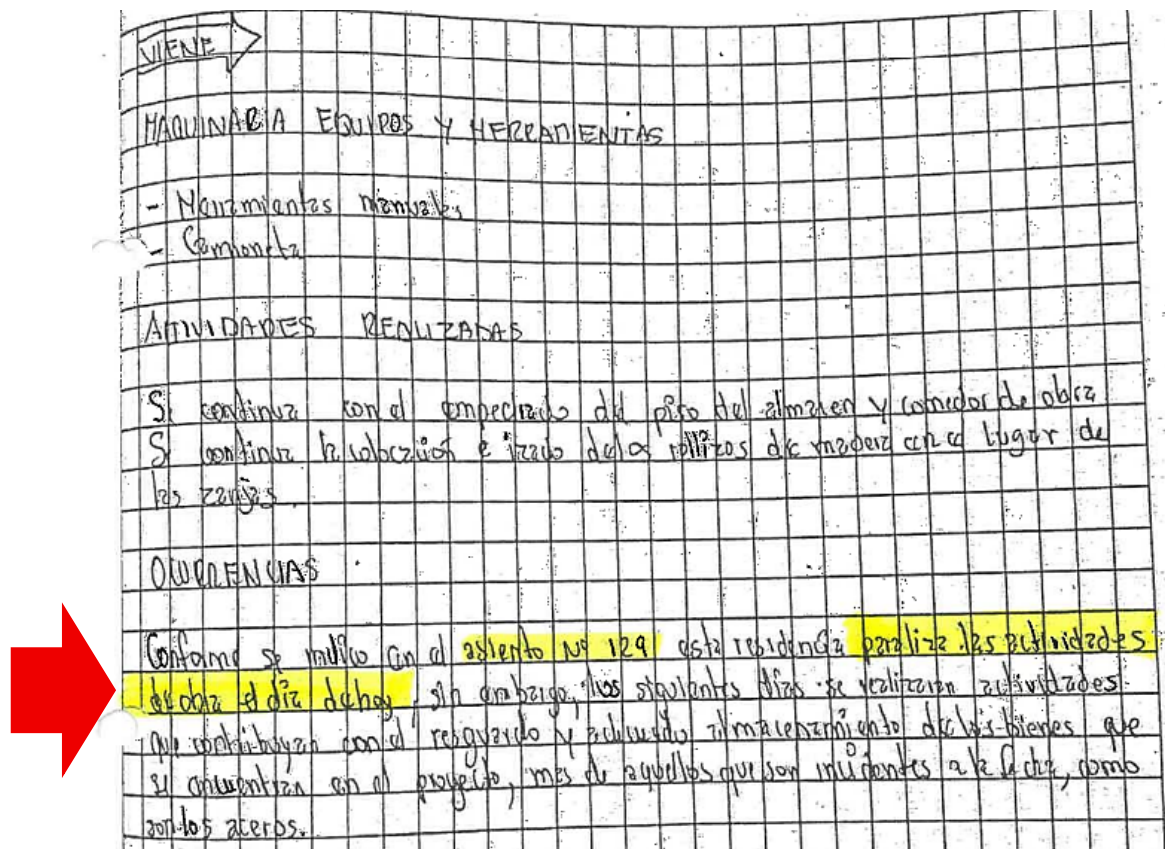 VIENE
MAQUINARIA EQUIPOS Y HERRAMIENTAS
- Herramientas manuales
- Camioneta
ACTIVIDADES REALIZADAS
Se continua con el empedrado del piso del almacen y comedor de obra
Se continua la colocación e izado de los rollizos de madera en el lugar de
las zanjas.
OCURRENCIAS
Conforme se indico en el asiento Nº 129 esta residencia paraliza las actividades
de obra el día de hoy, sin embargo, los siguientes días se realizaran actividades
que contribuyan con el resguardo y adecuado almacenamiento de los bienes que
se encuentran en el proyecto, mas de aquellos que son incidentes a la fecha, como
son los aceros.